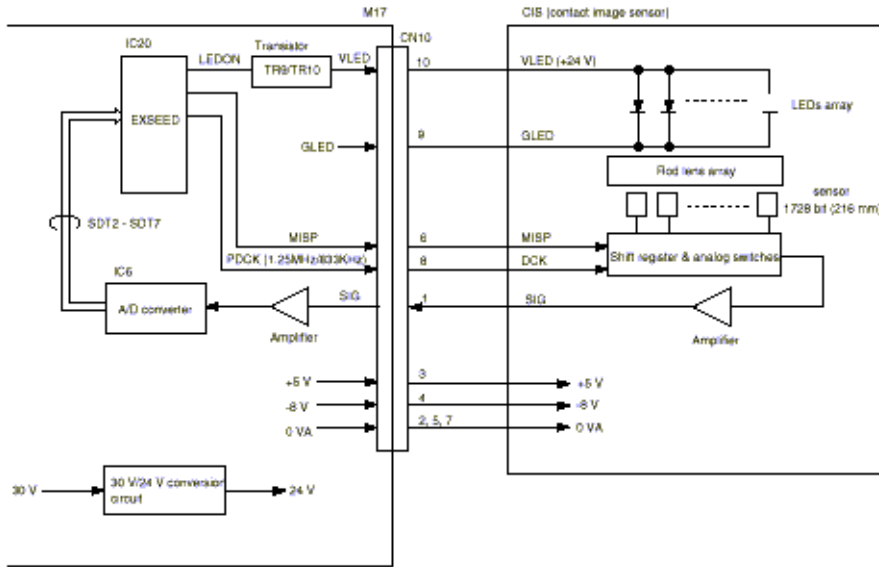 M17
CIS (contact image sensor)
IC20
Transistor
CN10
LEDON
TR9/TR10
VLED
10
VLED (+24 V)
LEDs array
EXSEED
GLED
9
GLED
Rod lens array
sensor
1728 bit (216 mm)
SDT2 - SDT7
MISP
6
MISP
PDCK (1.25MHz/833KHz)
8
DCK
Shift register & analog switches
IC6
A/D converter
SIG
1
SIG
Amplifier
Amplifier
+5 V
3
+5 V
-8 V
4
-8 V
0 VA
2, 5, 7
0 VA
30 V
30 V/24 V conversion
circuit
24 V